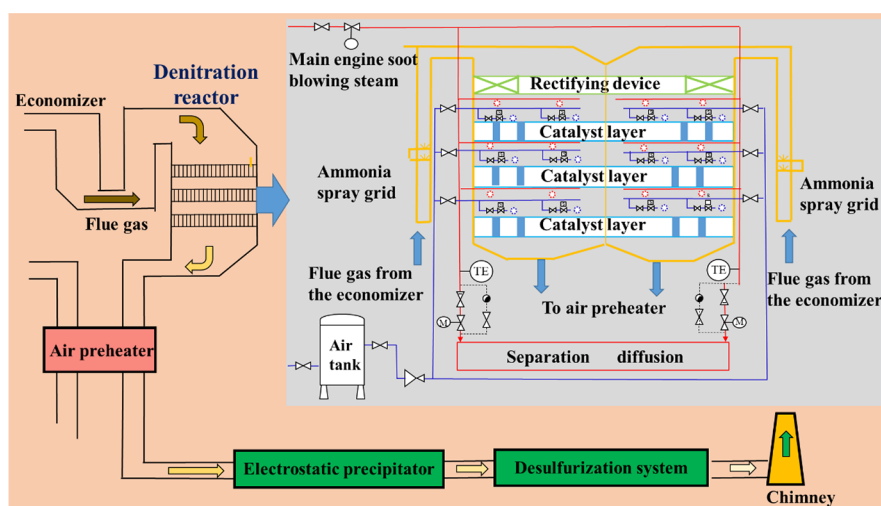 Economizer
Denitration
reactor
Flue gas
Air preheater
Main engine soot
blowing steam
Rectifying device
Catalyst layer
Catalyst layer
Catalyst layer
Ammonia
spray grid
Ammonia
spray grid
Flue gas from
the economizer
Flue gas from
the economizer
TE
TE
To air preheater
M
M
Air
tank
Separation diffusion
Electrostatic precipitator
Desulfurization system
Chimney